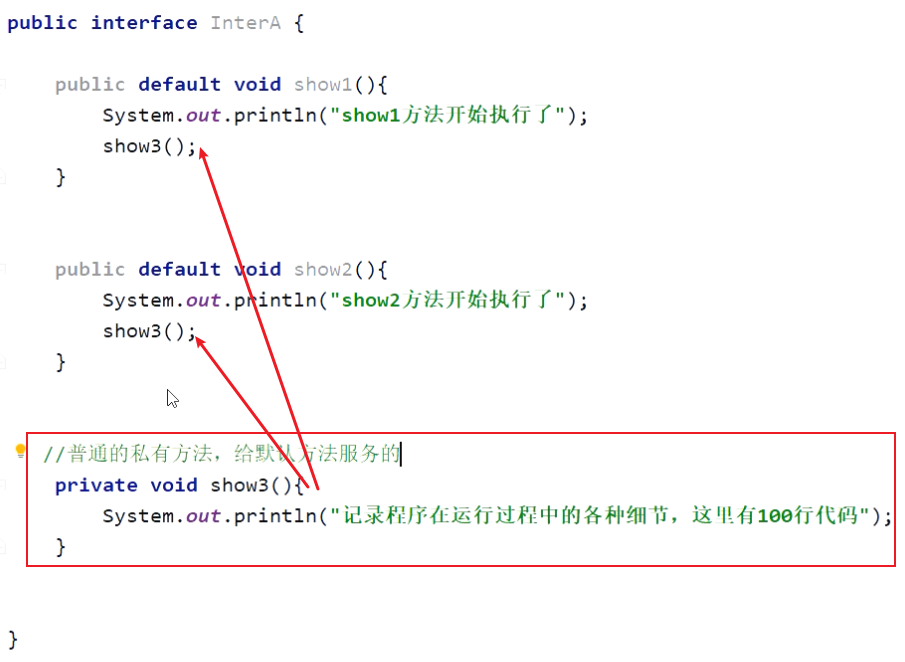 public interface InterA {
public default void show1(){
System.out.println("show1方法开始执行了");
show3();
}
public default void show2(){
System.out.println("show2方法开始执行了");
show3();
}
//普通的私有方法，给默认方法服务的
private void show3(){
System.out.println("记录程序在运行过程中的各种细节，这里有100行代码");
}
}